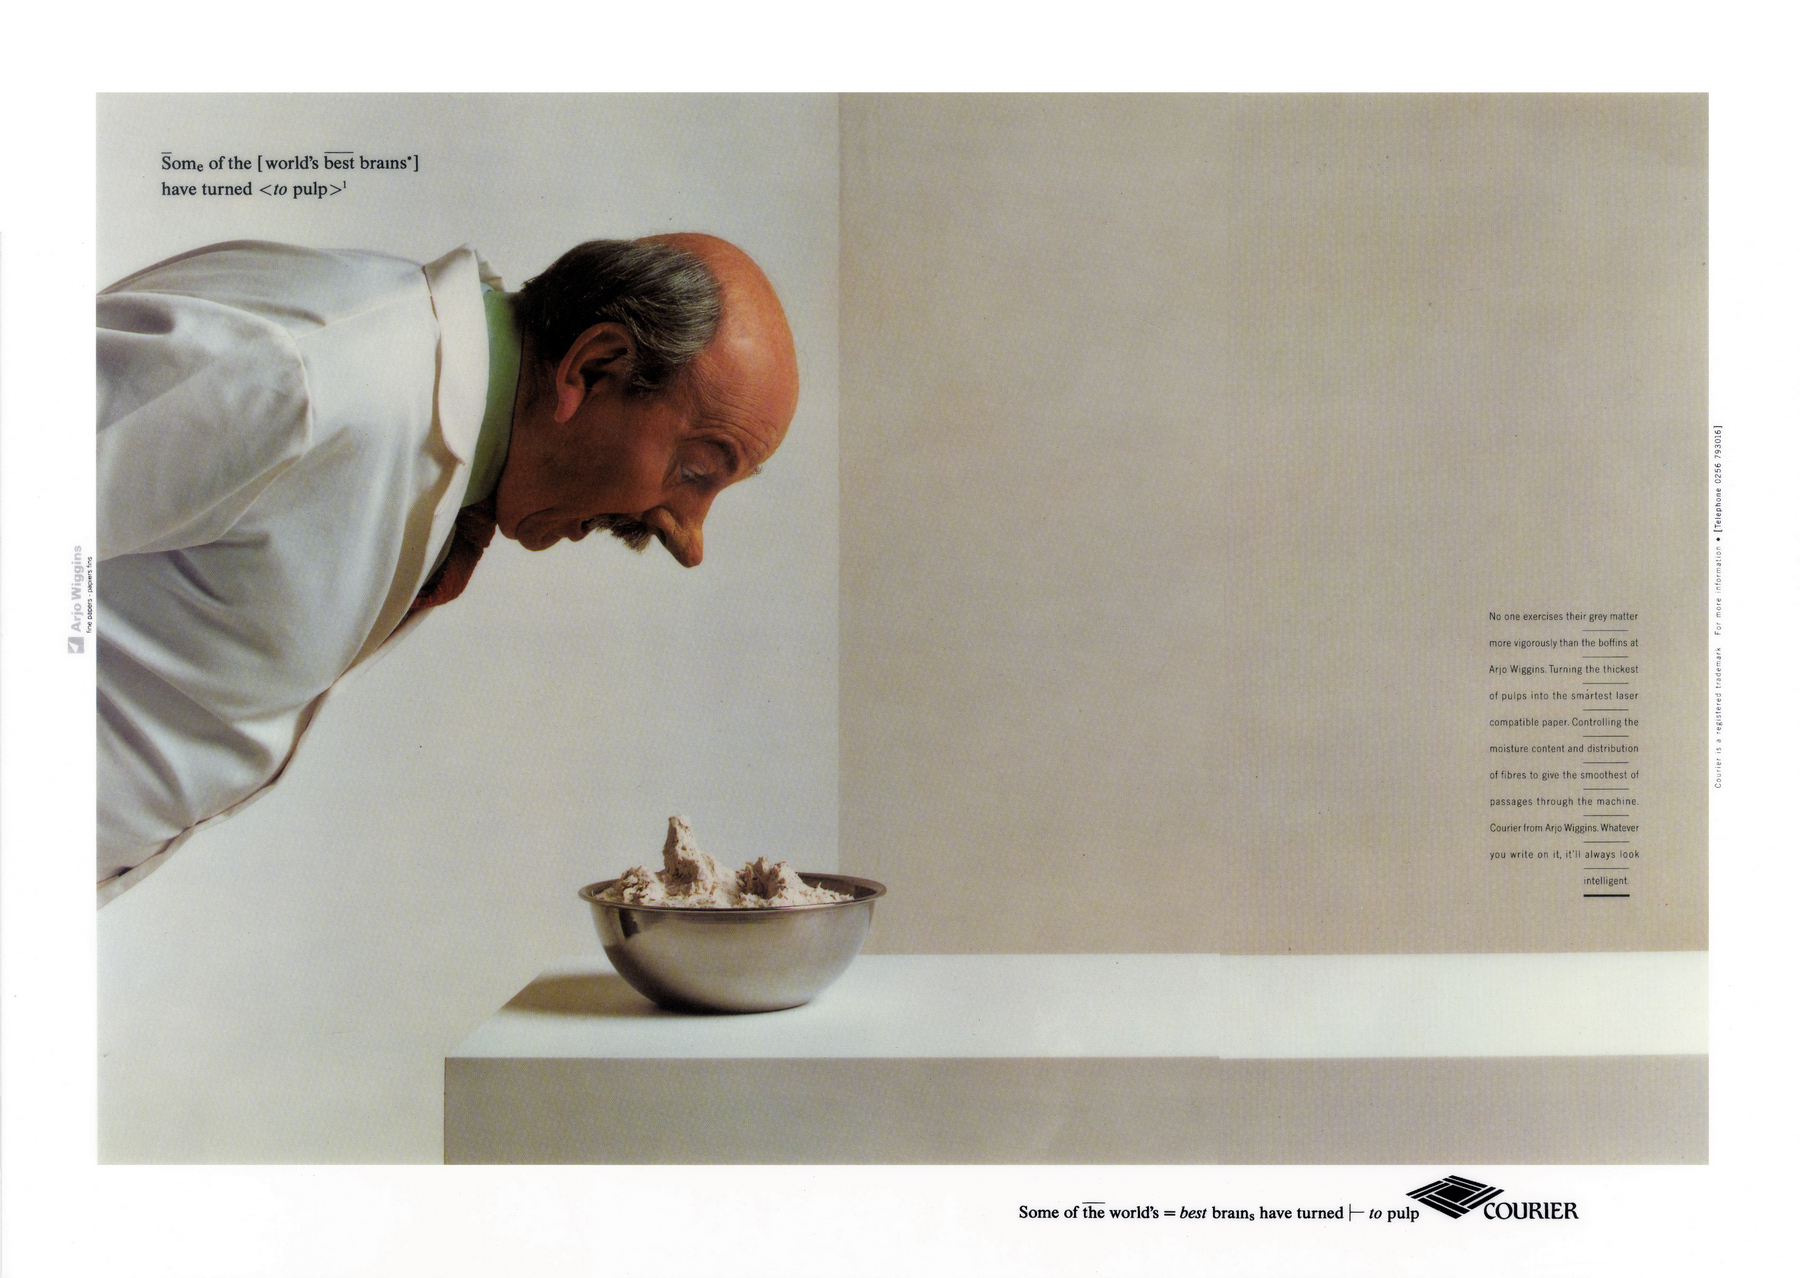 Some of the [world's best brains*]
have turned <to pulp>¹
Arjo Wiggins
fine papers - papiers fins
No one exercises their grey matter
more vigorously than the boffins at
Arjo Wiggins. Turning the thickest
of pulps into the smartest laser
compatible paper. Controlling the
moisture content and distribution
of fibres to give the smoothest of
passages through the machine.
Courier from Arjo Wiggins. Whatever
you write on it, it'll always look
intelligent.
Courier is a registered trademark For more information ♦ [Telephone 0256 793016]
Some of the world's = best brains have turned ⊢ to pulp
COURIER